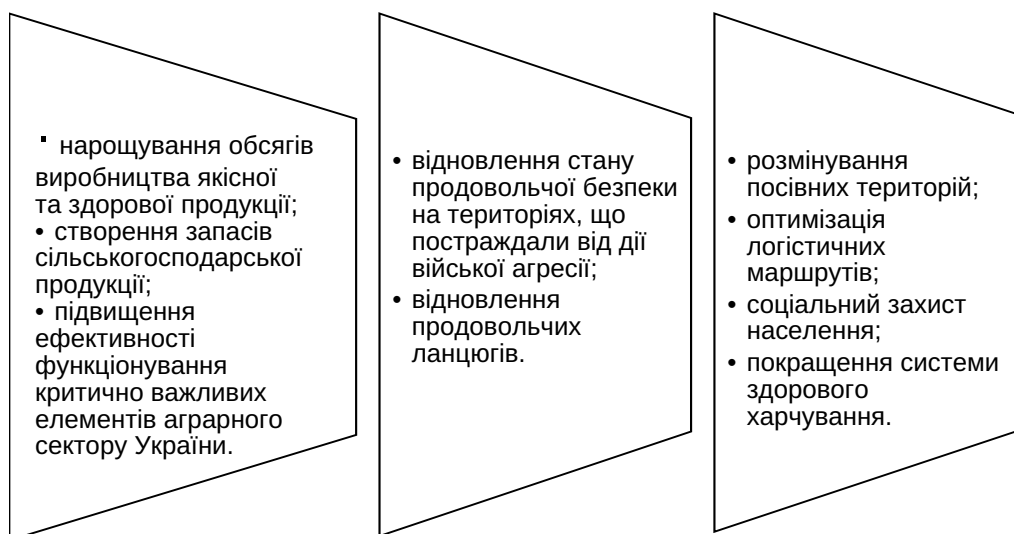 ▪ нарощування обсягів
виробництва якісної
та здорової продукції;
• створення запасів
сільськогосподарської
продукції;
• підвищення
ефективності
функціонування
критично важливих
елементів аграрного
сектору України.
• відновлення стану
продовольчої безпеки
на територіях, що
постраждали від дії
війської агресії;
• відновлення
продовольчих
ланцюгів.
• розмінування
посівних територій;
• оптимізація
логістичних
маршрутів;
• соціальний захист
населення;
• покращення системи
здорового
харчування.